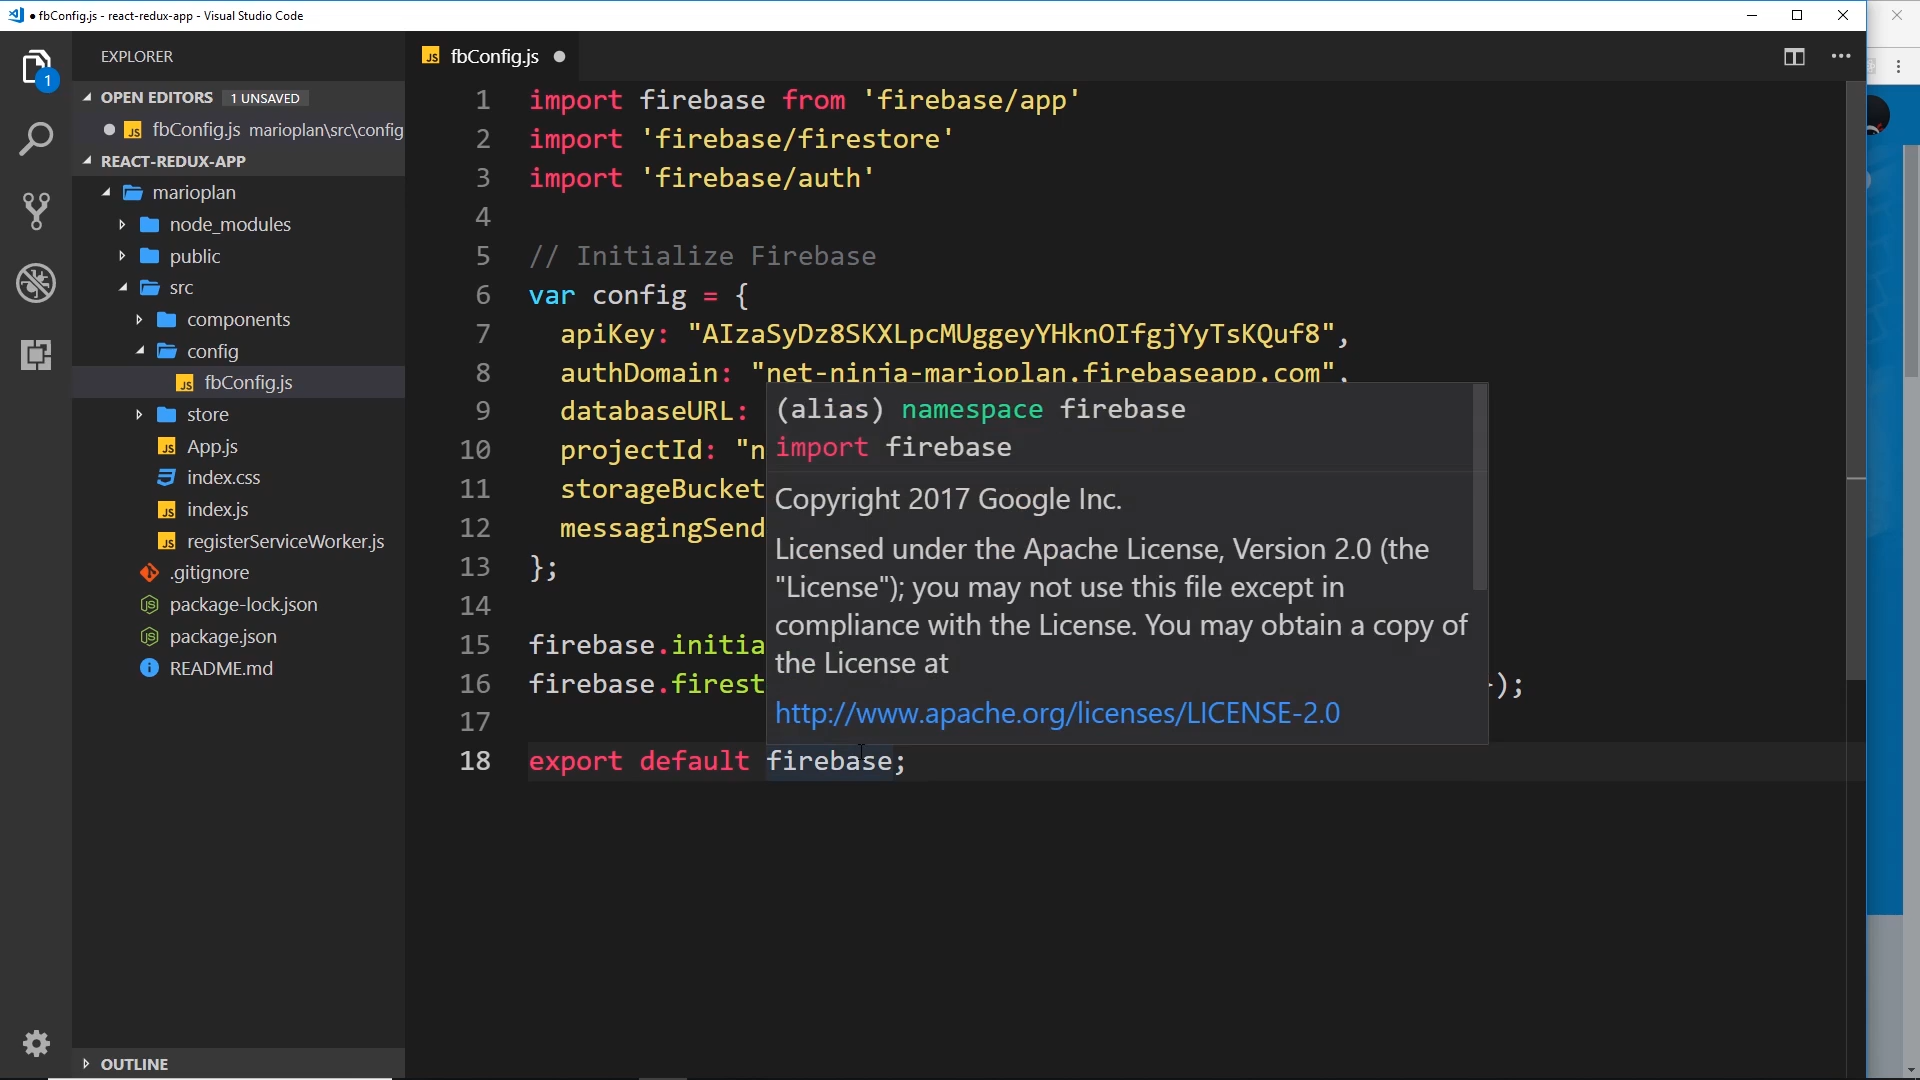 fbConfig.js - react-redux-app - Visual Studio Code
EXPLORER
1
OPEN EDITORS 1 UNSAVED
JS fbConfig.js marioplan\src\config
REACT-REDUX-APP
marioplan
node_modules
public
src
components
config
JS fbConfig.js
store
JS App.js
index.css
JS index.js
JS registerServiceWorker.js
.gitignore
package-lock.json
package.json
README.md
OUTLINE
JS fbConfig.js
1 import firebase from 'firebase/app'
2 import 'firebase/firestore'
3 import 'firebase/auth'
4
5 // Initialize Firebase
6 var config = {
7 apiKey: "AIzaSyDz8SKXLpcMUggeyYHknOIfgjYyTsKQuf8",
8 authDomain: "net-ninja-marioplan.firebaseapp.com",
9 databaseURL:
10 projectId: "n
11 storageBucket
12 messagingSend
13 };
14
15 firebase.initia
16 firebase.firest });
17
18 export default firebase;
(alias) namespace firebase
import firebase
Copyright 2017 Google Inc.
Licensed under the Apache License, Version 2.0 (the
"License"); you may not use this file except in
compliance with the License. You may obtain a copy of
the License at
http://www.apache.org/licenses/LICENSE-2.0